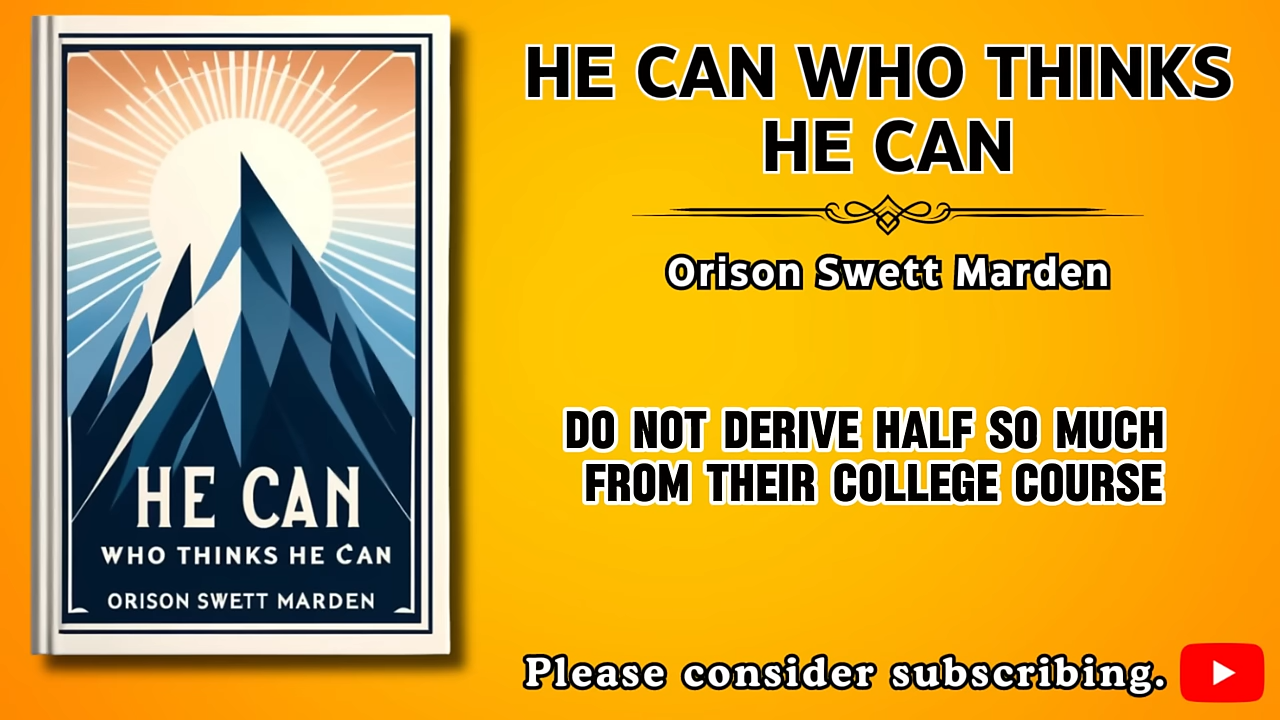 HE CAN
WHO THINKS HE CAN
ORISON SWETT MARDEN
HE CAN WHO THINKS
HE CAN
Orison Swett Marden
DO NOT DERIVE HALF SO MUCH
FROM THEIR COLLEGE COURSE
Please consider subscribing.